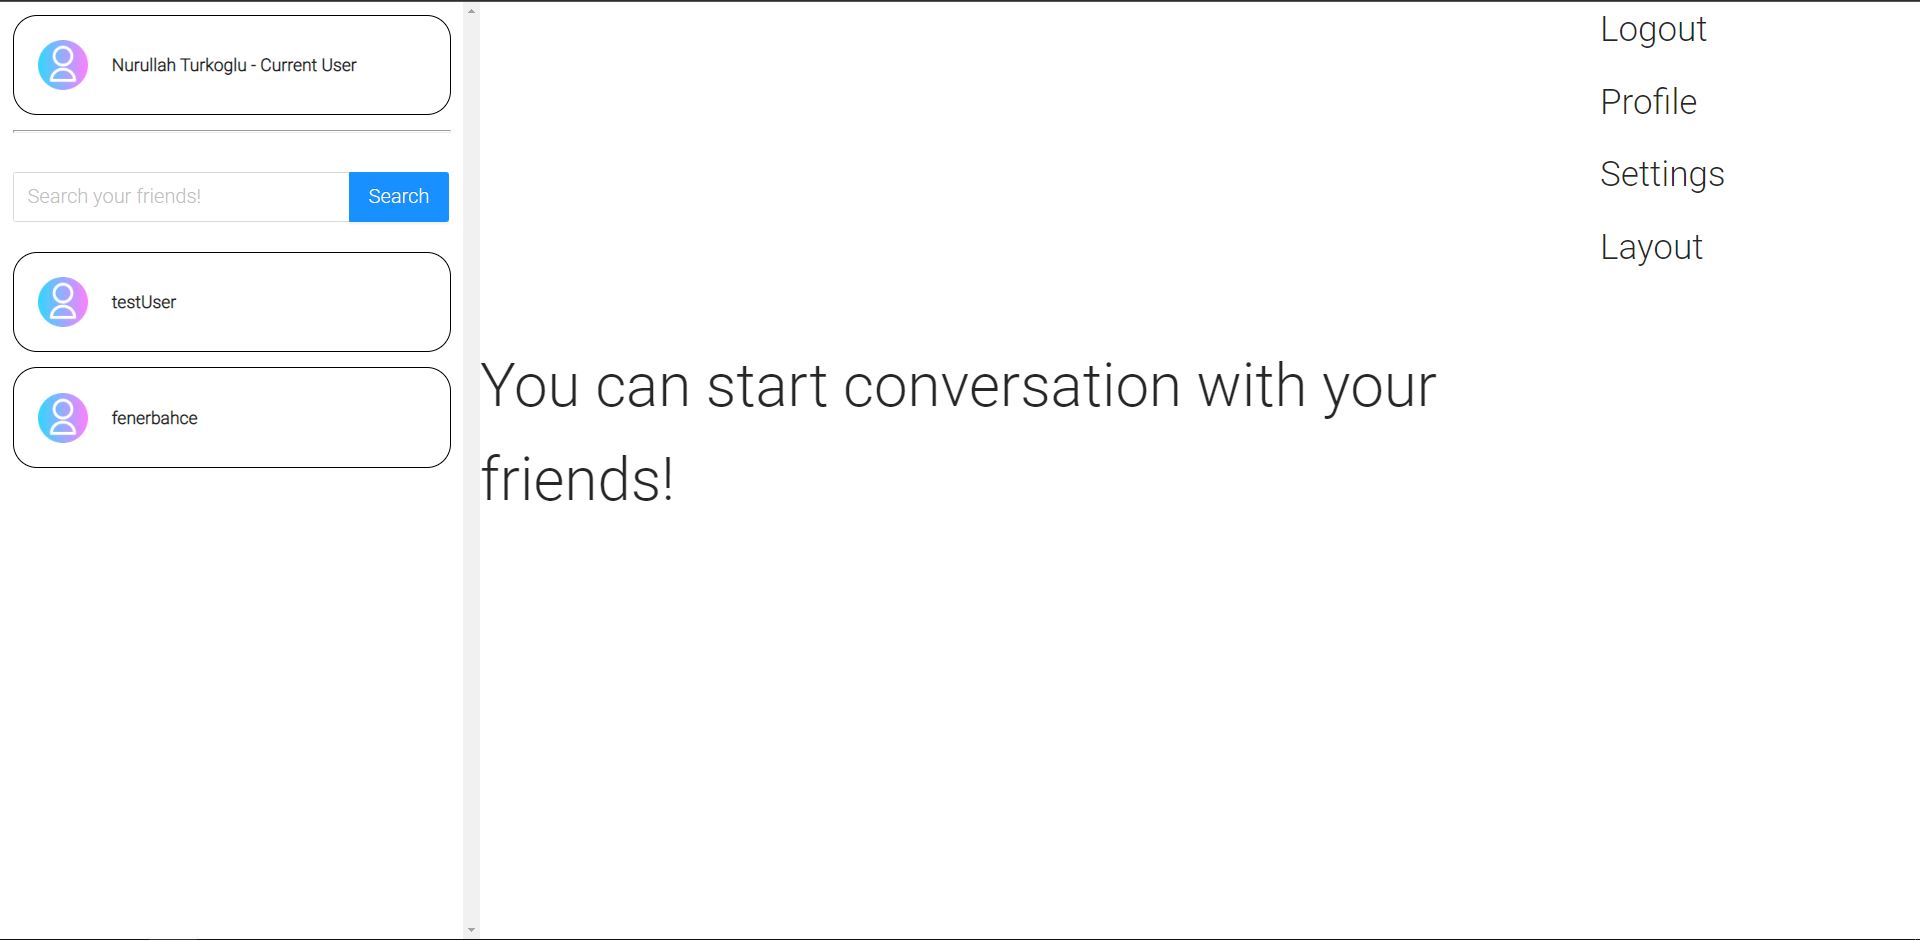 Nurullah Turkoglu - Current User
Search your friends!
Search
testUser
fenerbahce
You can start conversation with your
friends!
Logout
Profile
Settings
Layout